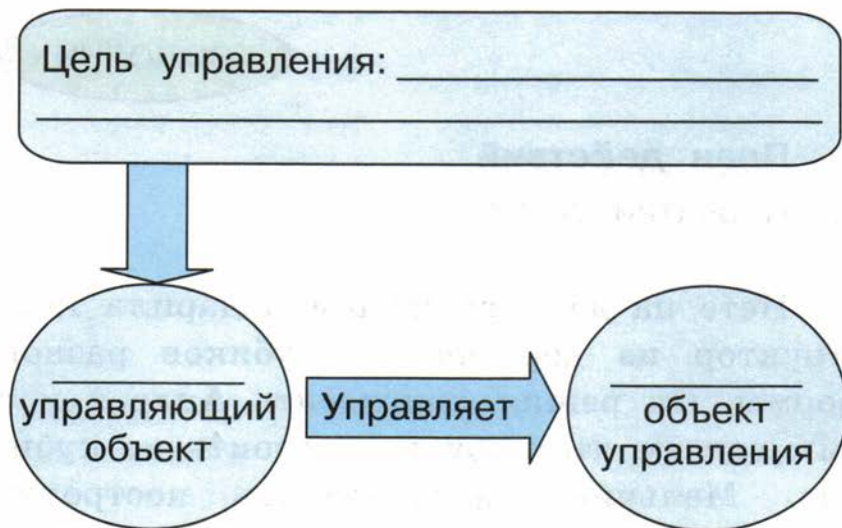 Цель управления:
управляющий
объект
Управляет
объект
управления